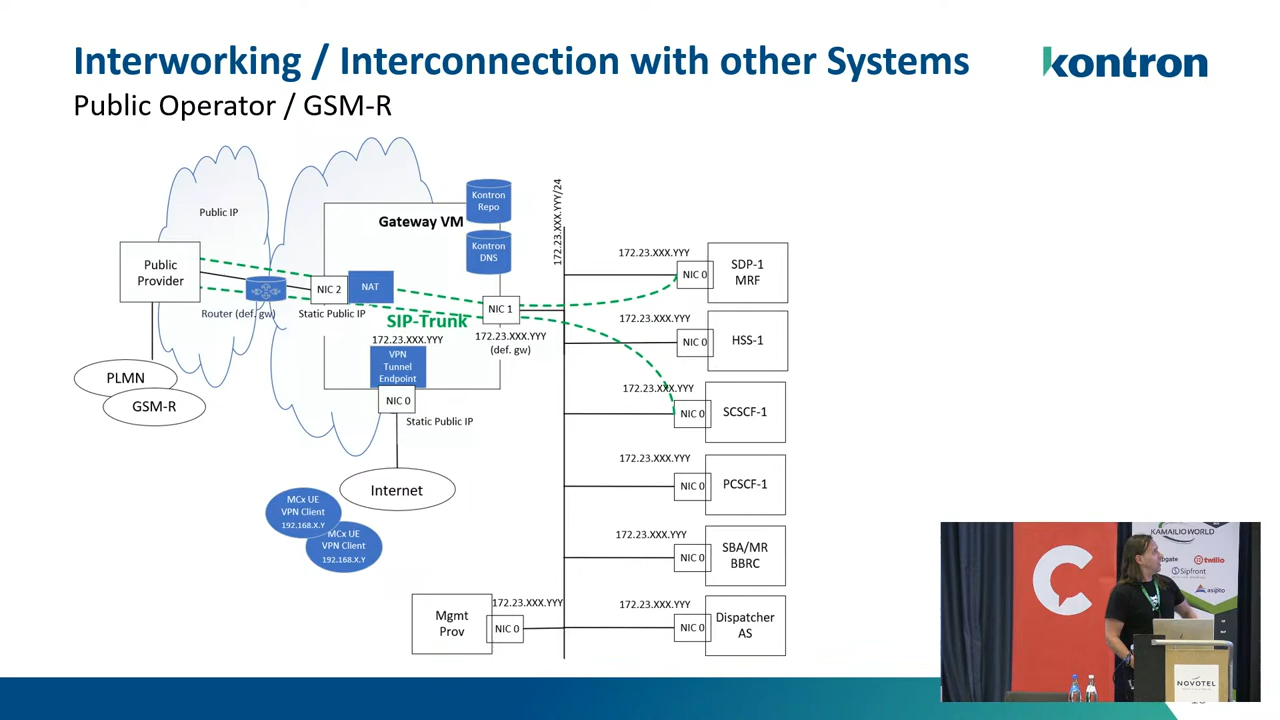 Interworking / Interconnection with other Systems
kontron
Public Operator / GSM-R
Public IP
Gateway VM
Kontron
Repo
Kontron
DNS
172.23.XXX.YYY/24
Public
Provider
Router (def. gw)
NIC 2
NAT
Static Public IP
SIP-Trunk
NIC 1
172.23.XXX.YYY
(def. gw)
172.23.XXX.YYY
VPN
Tunnel
Endpoint
NIC 0
Static Public IP
PLMN
GSM-R
Internet
MCx UE
VPN Client
192.168.X.Y
MCx UE
VPN Client
192.168.X.Y
172.23.XXX.YYY
NIC 0
SDP-1
MRF
172.23.XXX.YYY
NIC 0
HSS-1
172.23.XXX.YYY
NIC 0
SCSCF-1
172.23.XXX.YYY
NIC 0
PCSCF-1
172.23.XXX.YYY
NIC 0
SBA/MR
BBRC
172.23.XXX.YYY
NIC 0
Dispatcher
AS
172.23.XXX.YYY
Mgmt
Prov
NIC 0
KAMAILIO WORLD
twilio
Sipfront
asipto
NOVOTEL